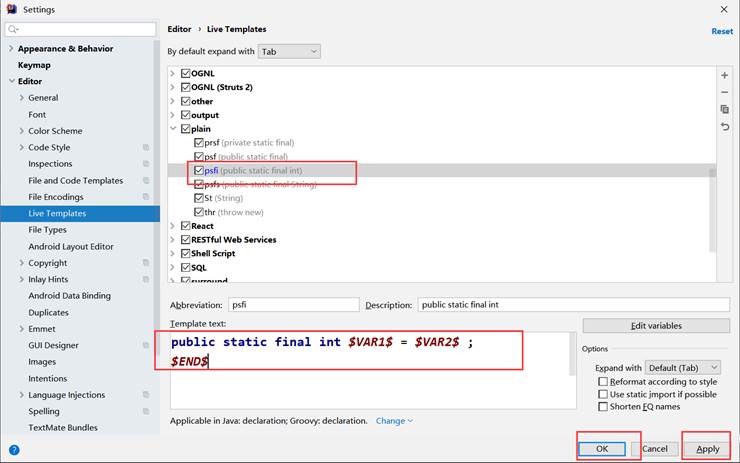 Settings
Editor › Live Templates
Reset
By default expand with Tab
Appearance & Behavior
Keymap
Editor
General
Font
Color Scheme
Code Style
Inspections
File and Code Templates
File Encodings
Live Templates
File Types
Android Layout Editor
Copyright
Inlay Hints
Android Data Binding
Duplicates
Emmet
GUI Designer
Images
Intentions
Language Injections
Spelling
TextMate Bundles
OGNL
OGNL (Struts 2)
other
output
plain
prsf (private static final)
psf (public static final)
psfi (public static final int)
psfs (public static final String)
St (String)
thr (throw new)
React
RESTful Web Services
Shell Script
SQL
surround
Abbreviation: psfi Description: public static final int
Template text:
public static final int $VAR1$ = $VAR2$ ;
$END$
Edit variables
Options
Expand with Default (Tab)
Reformat according to style
Use static import if possible
Shorten FQ names
Applicable in Java: declaration; Groovy: declaration. Change
?
OK Cancel Apply